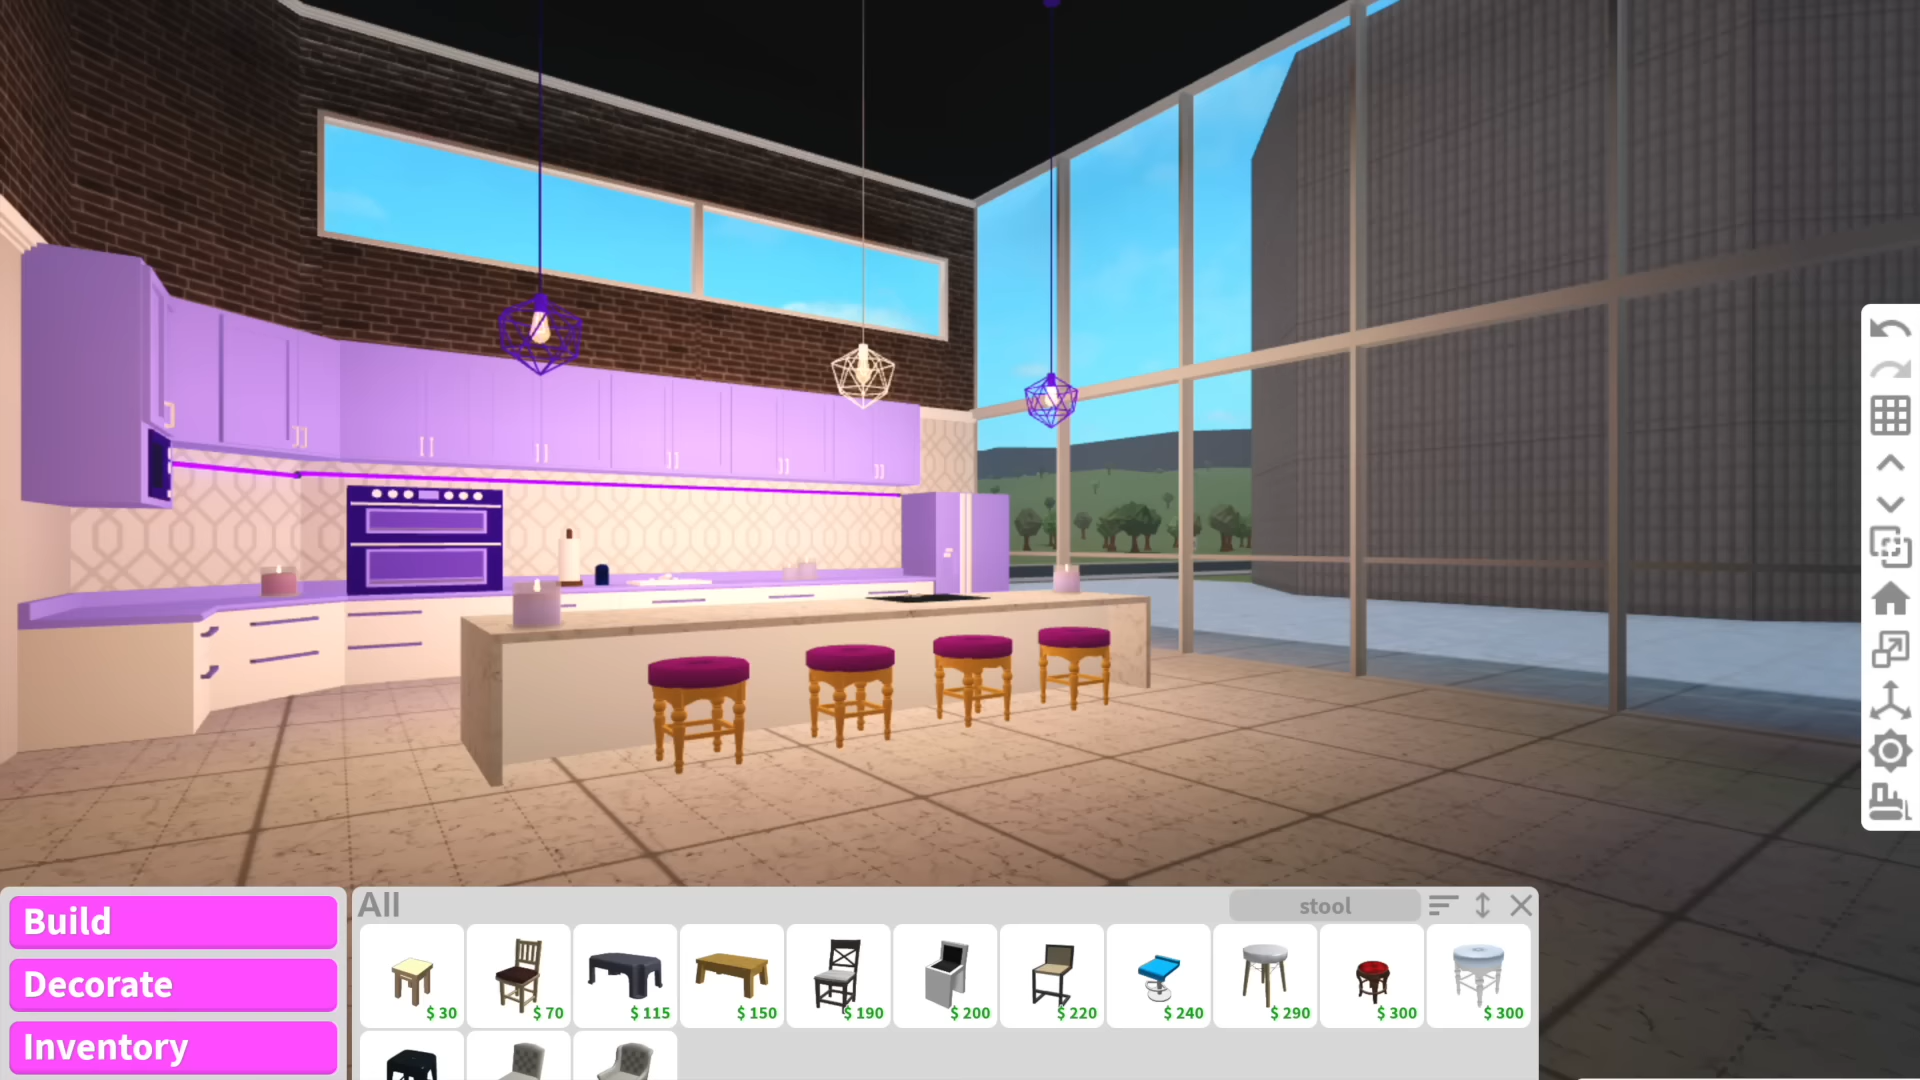 Build
Decorate
Inventory
All
stool
$ 30
$ 70
$ 115
$ 150
$ 190
$ 200
$ 220
$ 240
$ 290
$ 300
$ 300